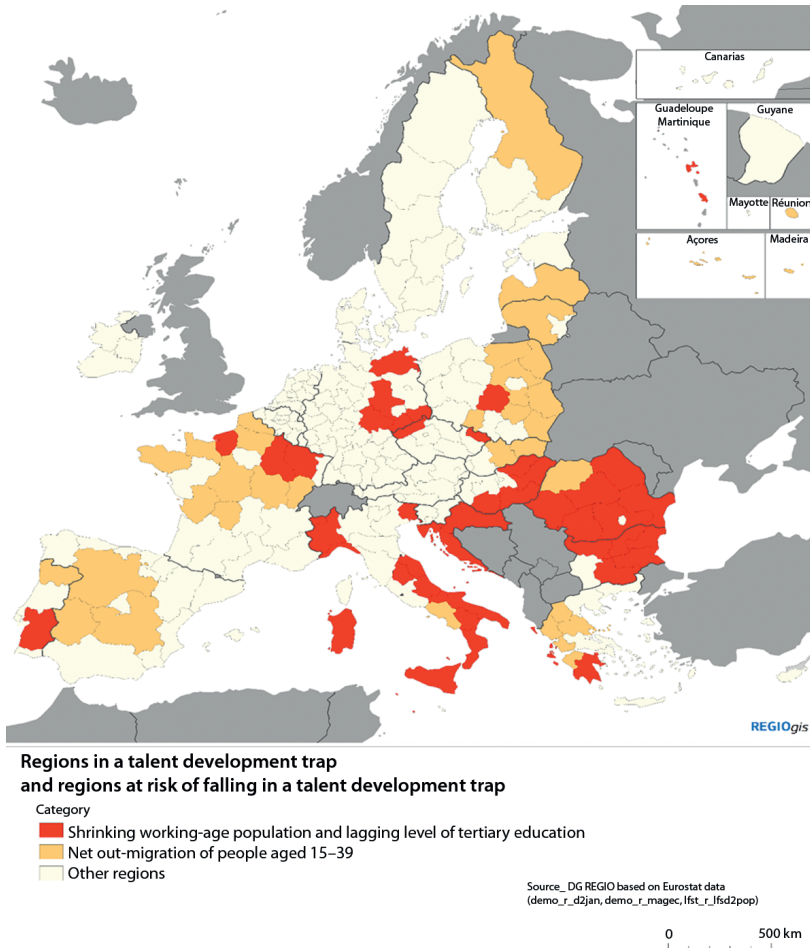 Canarias
Guadeloupe
Martinique
Guyane
Mayotte
Réunion
Açores
Madeira
REGIOgis
Regions in a talent development trap
and regions at risk of falling in a talent development trap
Category
Shrinking working-age population and lagging level of tertiary education
Net out-migration of people aged 15–39
Other regions
Source_ DG REGIO based on Eurostat data
(demo_r_d2jan, demo_r_magec, lfst_r_lfsd2pop)
0 500 km